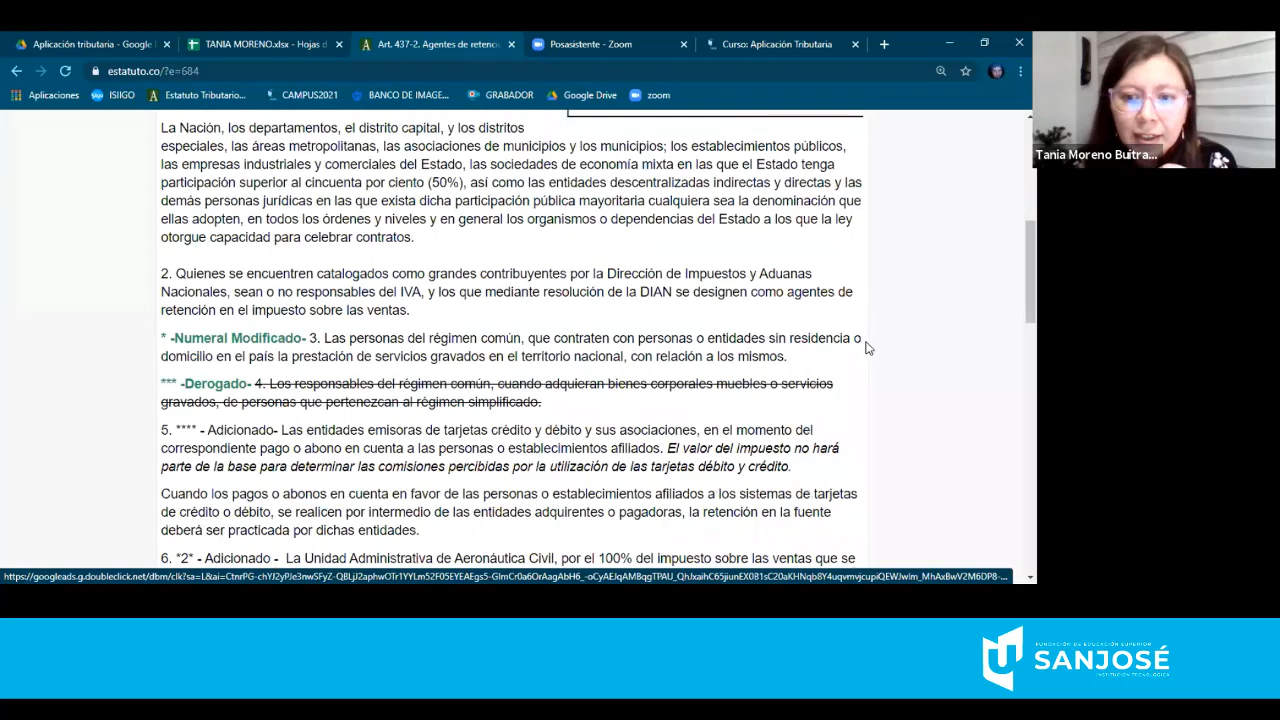 Aplicación tributaria - Google
TANIA MORENO.xlsx - Hojas d
Art. 437-2. Agentes de retenci
Posasistente - Zoom
Curso: Aplicación Tributaria
estatuto.co/?e=684
Aplicaciones
SIIGO
Estatuto Tributario...
CAMPUS2021
BANCO DE IMAGE...
GRABADOR
Google Drive
zoom
La Nación, los departamentos, el distrito capital, y los distritos
especiales, las áreas metropolitanas, las asociaciones de municipios y los municipios; los establecimientos públicos,
las empresas industriales y comerciales del Estado, las sociedades de economía mixta en las que el Estado tenga
participación superior al cincuenta por ciento (50%), así como las entidades descentralizadas indirectas y directas y las
demás personas jurídicas en las que exista dicha participación pública mayoritaria cualquiera sea la denominación que
ellas adopten, en todos los órdenes y niveles y en general los organismos o dependencias del Estado a los que la ley
otorgue capacidad para celebrar contratos.
2. Quienes se encuentren catalogados como grandes contribuyentes por la Dirección de Impuestos y Aduanas
Nacionales, sean o no responsables del IVA, y los que mediante resolución de la DIAN se designen como agentes de
retención en el impuesto sobre las ventas.
* -Numeral Modificado- 3. Las personas del régimen común, que contraten con personas o entidades sin residencia o
domicilio en el país la prestación de servicios gravados en el territorio nacional, con relación a los mismos.
*** -Derogado- 4. Los responsables del régimen común, cuando adquieran bienes corporales muebles o servicios
gravados, de personas que pertenezcan al régimen simplificado.
5. **** - Adicionado- Las entidades emisoras de tarjetas crédito y débito y sus asociaciones, en el momento del
correspondiente pago o abono en cuenta a las personas o establecimientos afiliados. El valor del impuesto no hará
parte de la base para determinar las comisiones percibidas por la utilización de las tarjetas débito y crédito.
Cuando los pagos o abonos en cuenta en favor de las personas o establecimientos afiliados a los sistemas de tarjetas
de crédito o débito, se realicen por intermedio de las entidades adquirentes o pagadoras, la retención en la fuente
deberá ser practicada por dichas entidades.
6. *2* - Adicionado - La Unidad Administrativa de Aeronáutica Civil, por el 100% del impuesto sobre las ventas que se
Tania Moreno Buitra...
FUNDACIÓN DE EDUCACIÓN SUPERIOR
SANJOSÉ
INSTITUCIÓN TECNOLÓGICA